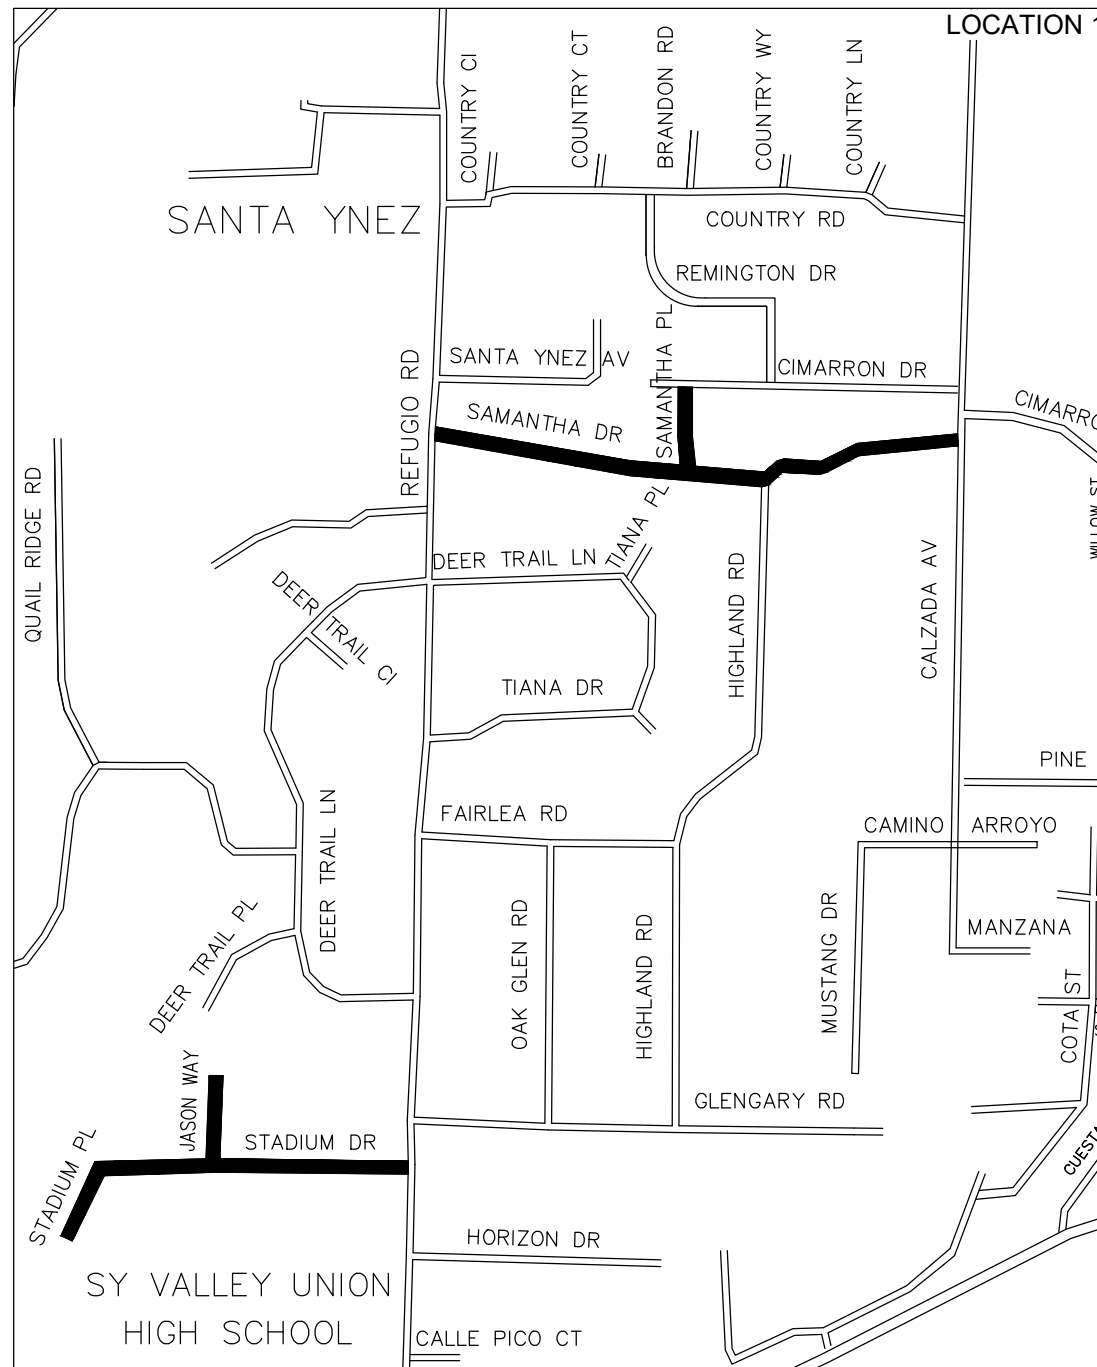 LOCATION 1
COUNTRY CI
COUNTRY CT
BRANDON RD
COUNTRY WY
COUNTRY LN
SANTA YNEZ
COUNTRY RD
REMINGTON DR
SANTA YNEZ AV
SAMANTHA PL
CIMARRON DR
REFUGIO RD
SAMANTHA DR
CIMARRO
QUAIL RIDGE RD
WILLOW ST
DEER TRAIL LN
TIANA PL
HIGHLAND RD
CALZADA AV
DEER TRAIL CI
TIANA DR
PINE
FAIRLEA RD
CAMINO ARROYO
DEER TRAIL LN
DEER TRAIL PL
OAK GLEN RD
HIGHLAND RD
MUSTANG DR
MANZANA
COTA ST
JASON WAY
GLENGARY RD
STADIUM PL
STADIUM DR
CUESTA
HORIZON DR
SY VALLEY UNION
HIGH SCHOOL
CALLE PICO CT